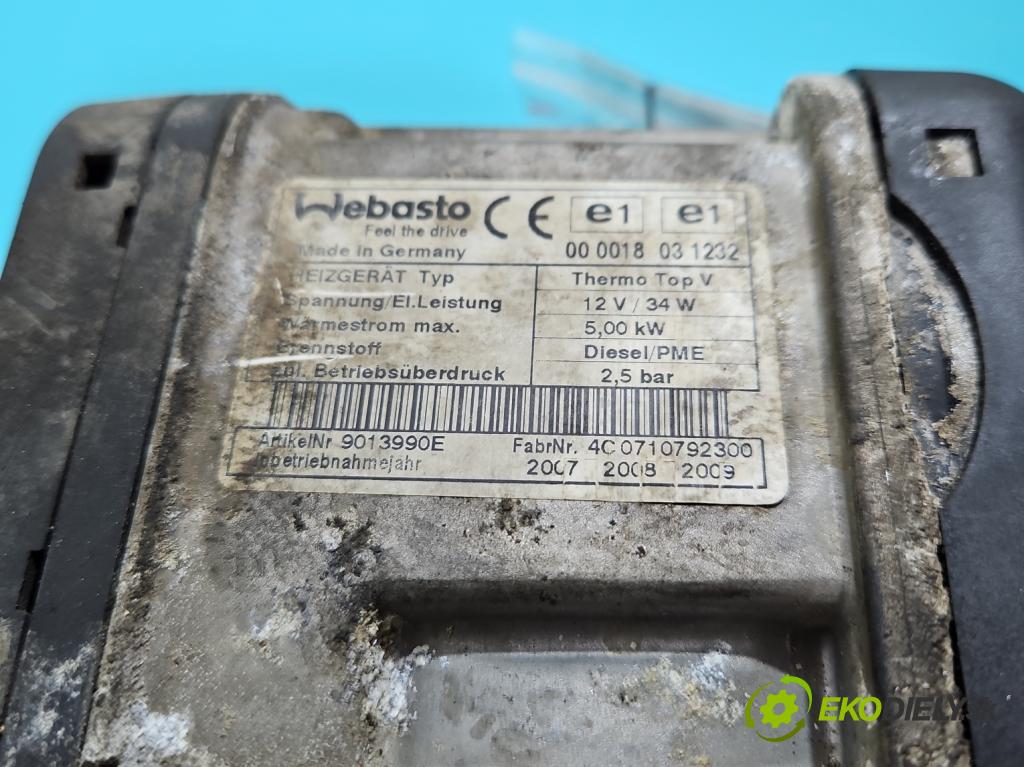 Webasto CE e1 e1
Feel the drive
Made in Germany 00 0018 03 1232
HEIZGERÄT Typ Thermo Top V
Spannung/El.Leistung 12 V / 34 W
Wärmestrom max. 5,00 kW
Brennstoff Diesel/PME
zul. Betriebsüberdruck 2,5 bar
ArtikelNr 9013990E FabrNr. 4C0710792300
Inbetriebnahmejahr 2007 2008 2009
EKODIELY